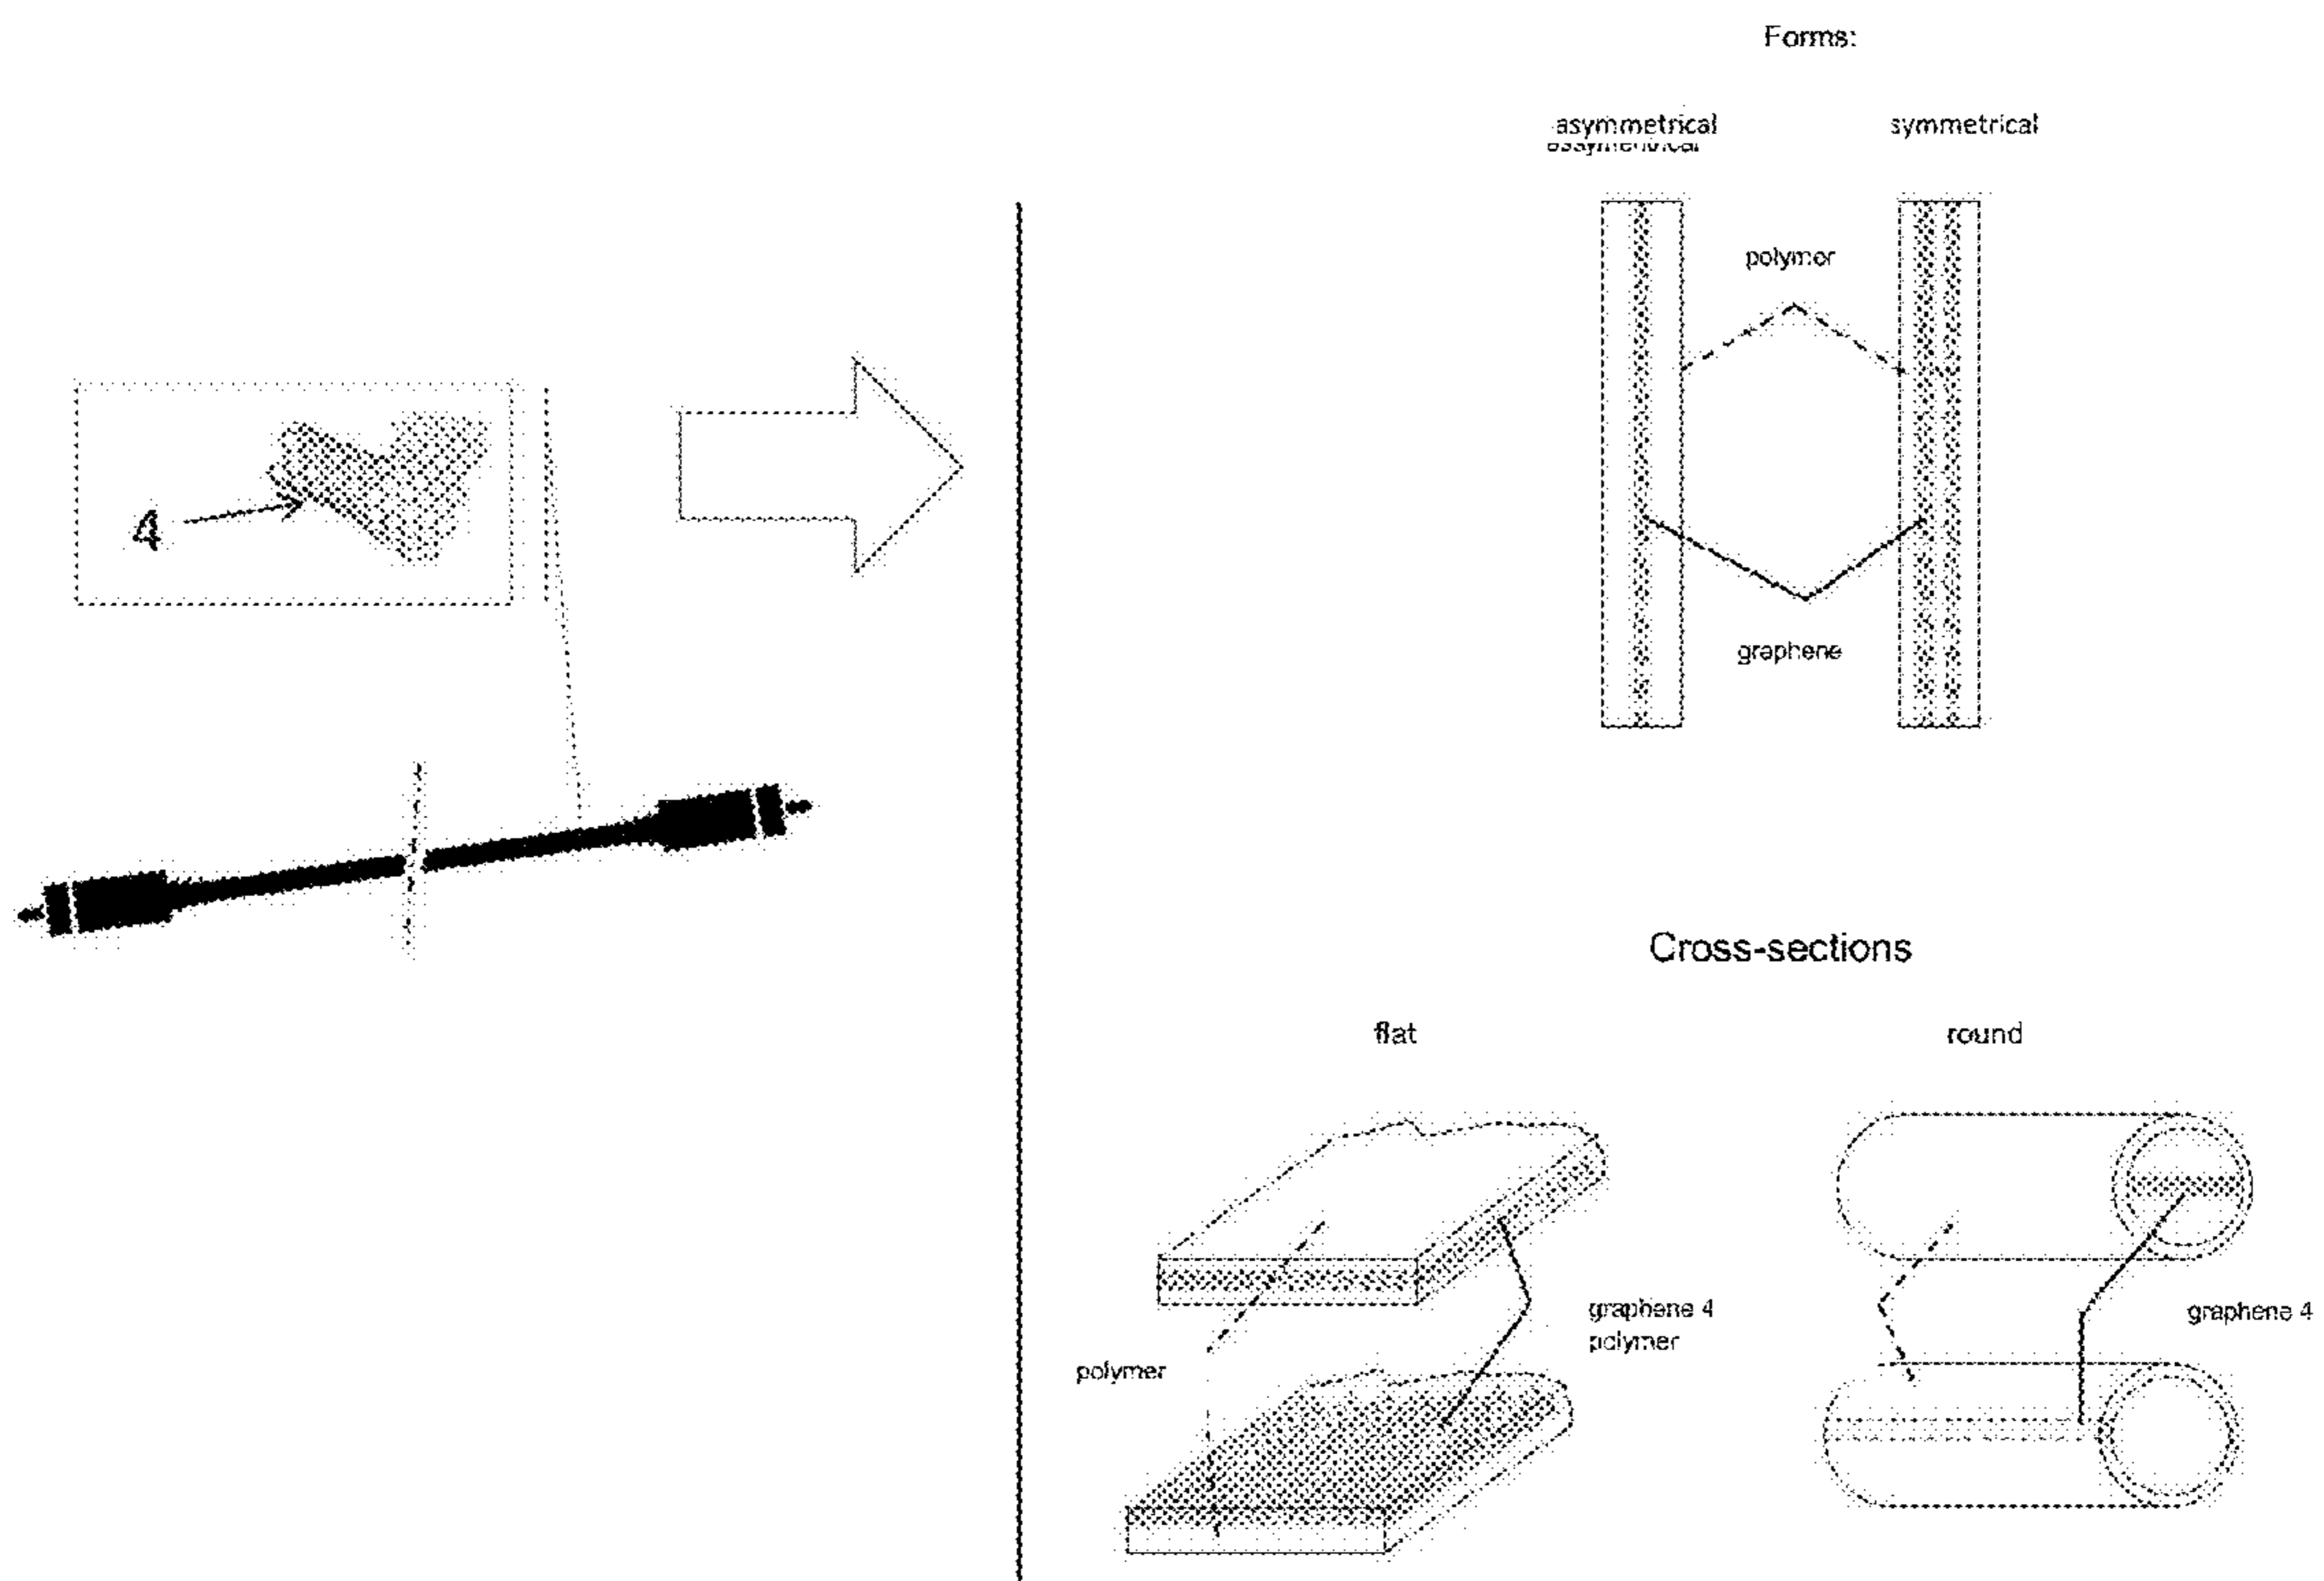 Forms:
asymmetrical
symmetrical
polymer
4
graphene
Cross-sections
flat
round
graphene 4
polymer
graphene 4
polymer